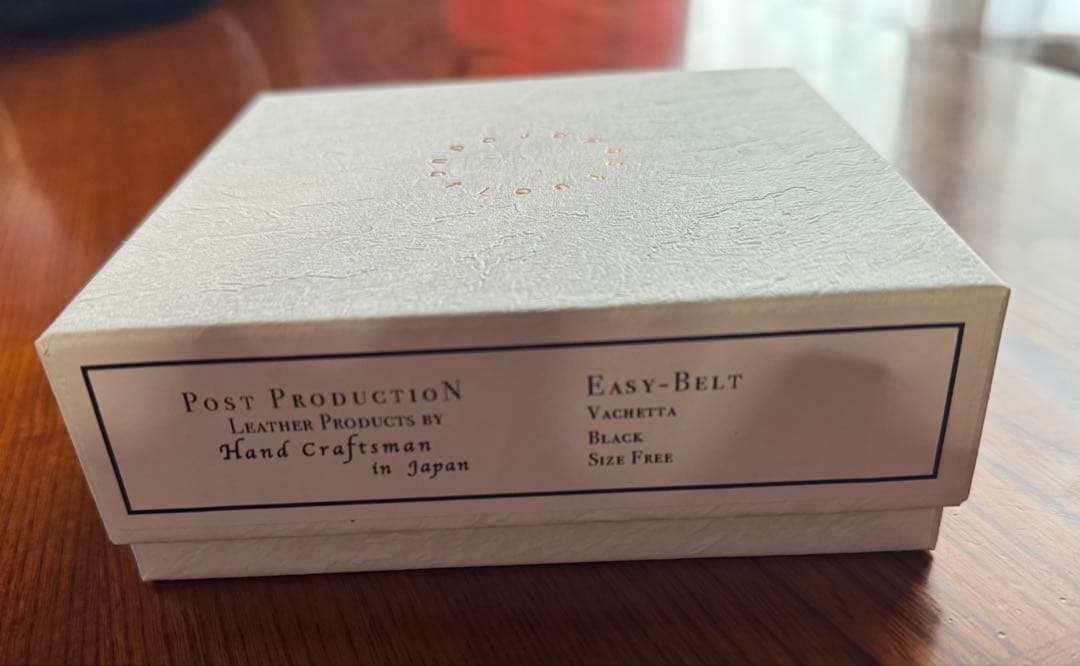 Post Production
Leather Products by
Hand Craftsman
in Japan
Easy-Belt
Vachetta
Black
Size Free